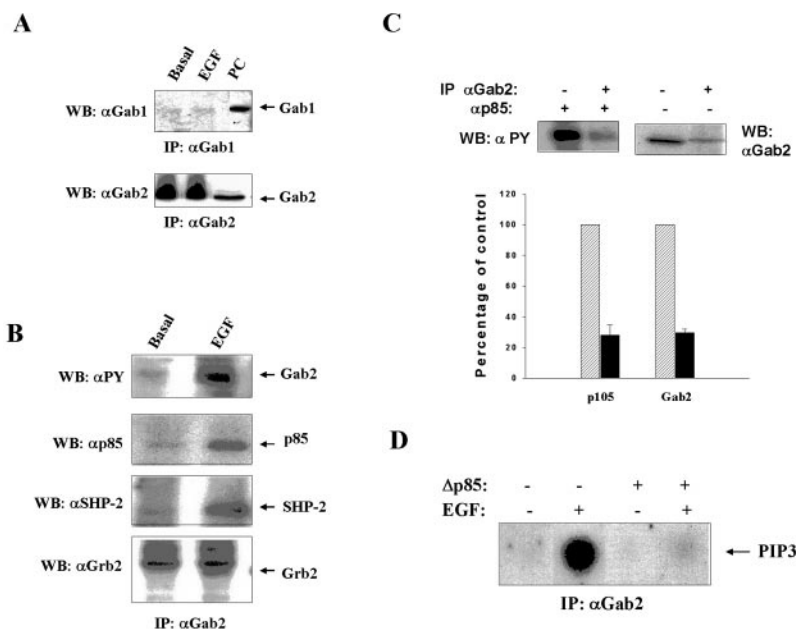 A
Basal EGF PC
WB: αGab1 ← Gab1
IP: αGab1
WB: αGab2 ← Gab2
IP: αGab2
B
Basal EGF
WB: αPY ← Gab2
WB: αp85 ← p85
WB: αSHP-2 ← SHP-2
WB: αGrb2 ← Grb2
IP: αGab2
C
IP αGab2: - + - +
αp85: + + - -
WB: α PY
WB:
αGab2
Percentage of control
120
100
80
60
40
20
0
p105 Gab2
D
Δp85: - - + +
EGF: - + - +
← PIP3
IP: αGab2